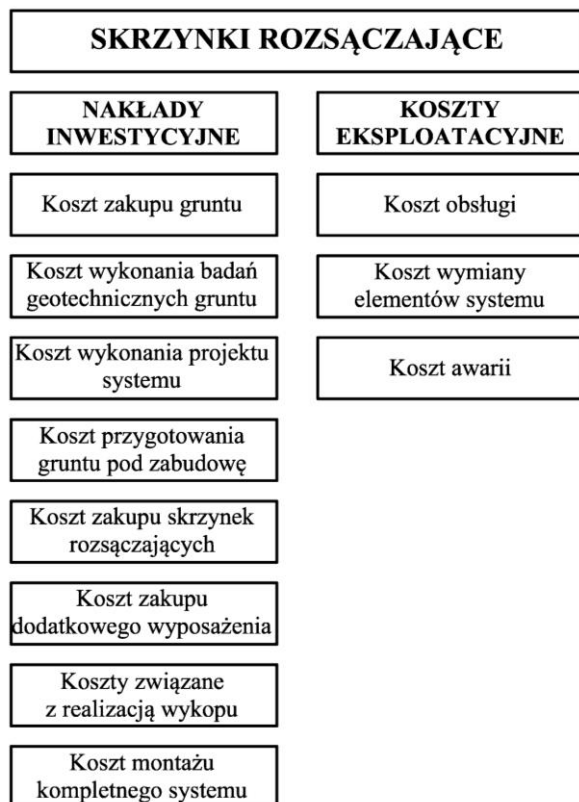 SKRZYNKI ROZSĄCZAJĄCE
NAKŁADY
INWESTYCYJNE
Koszt zakupu gruntu
Koszt wykonania badań
geotechnicznych gruntu
Koszt wykonania projektu
systemu
Koszt przygotowania
gruntu pod zabudowę
Koszt zakupu skrzynek
rozsączających
Koszt zakupu
dodatkowego wyposażenia
Koszty związane
z realizacją wykopu
Koszt montażu
kompletnego systemu
KOSZTY
EKSPLOATACYJNE
Koszt obsługi
Koszt wymiany
elementów systemu
Koszt awarii